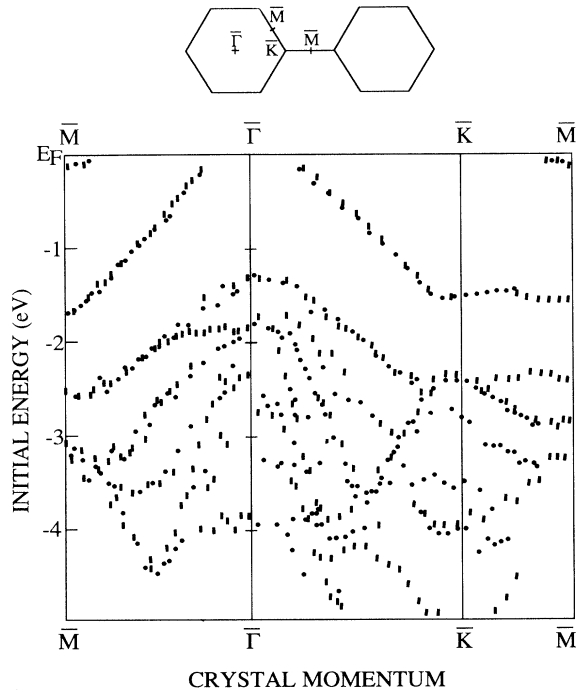 M̅
Γ̅ K̅ M̅
M̅ Γ̅ K̅ M̅
E_F
-1
-2
-3
-4
INITIAL ENERGY (eV)
M̅ Γ̅ K̅ M̅
CRYSTAL MOMENTUM